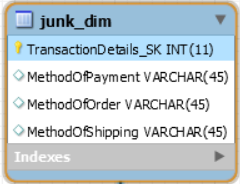 junk_dim
TransactionDetails_SK INT(11)
MethodOfPayment VARCHAR(45)
MethodOfOrder VARCHAR(45)
MethodOfShipping VARCHAR(45)
Indexes